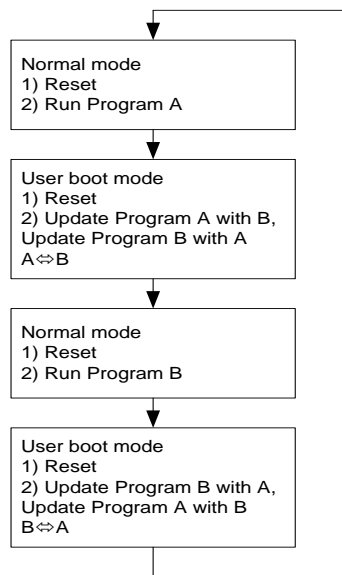 Normal mode
1) Reset
2) Run Program A
User boot mode
1) Reset
2) Update Program A with B,
Update Program B with A
A⇔B
Normal mode
1) Reset
2) Run Program B
User boot mode
1) Reset
2) Update Program B with A,
Update Program A with B
B⇔A